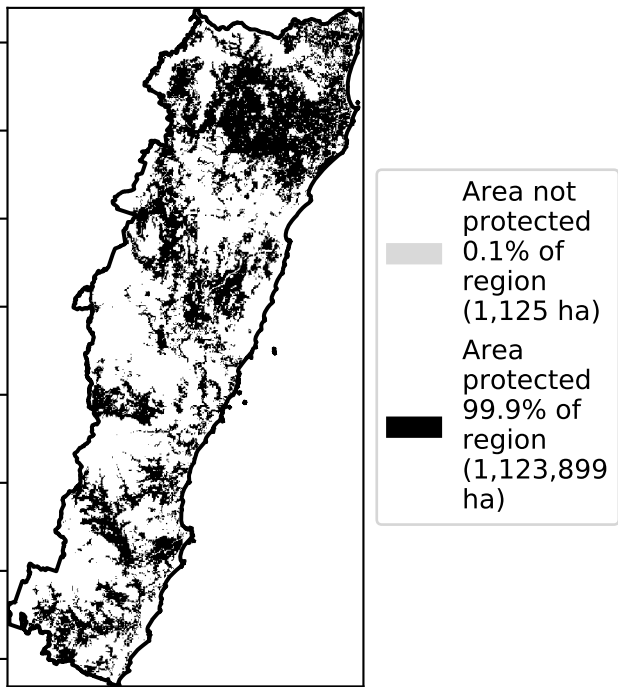 Area not
protected
0.1% of
region
(1,125 ha)
Area
protected
99.9% of
region
(1,123,899
ha)